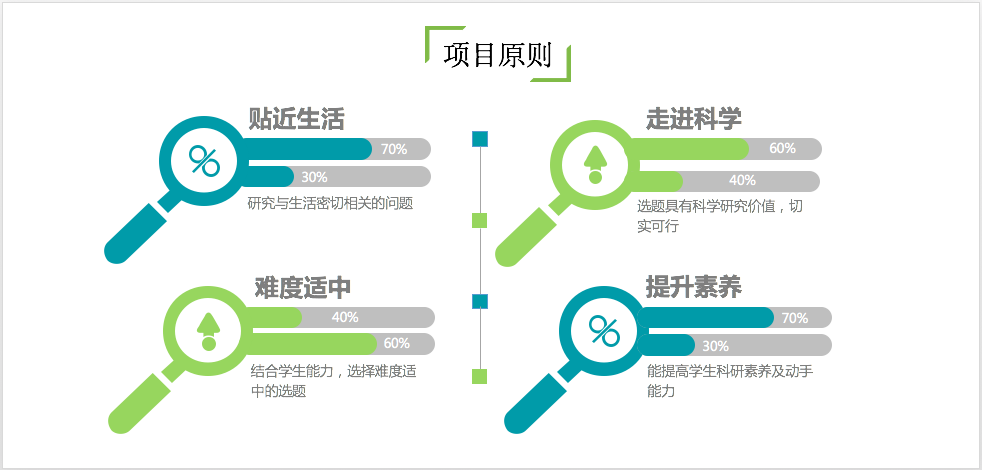 项目原则
贴近生活
%
70%
30%
研究与生活密切相关的问题
走进科学
60%
40%
选题具有科学研究价值，切
实可行
难度适中
40%
60%
结合学生能力，选择难度适
中的选题
提升素养
%
70%
30%
能提高学生科研素养及动手
能力